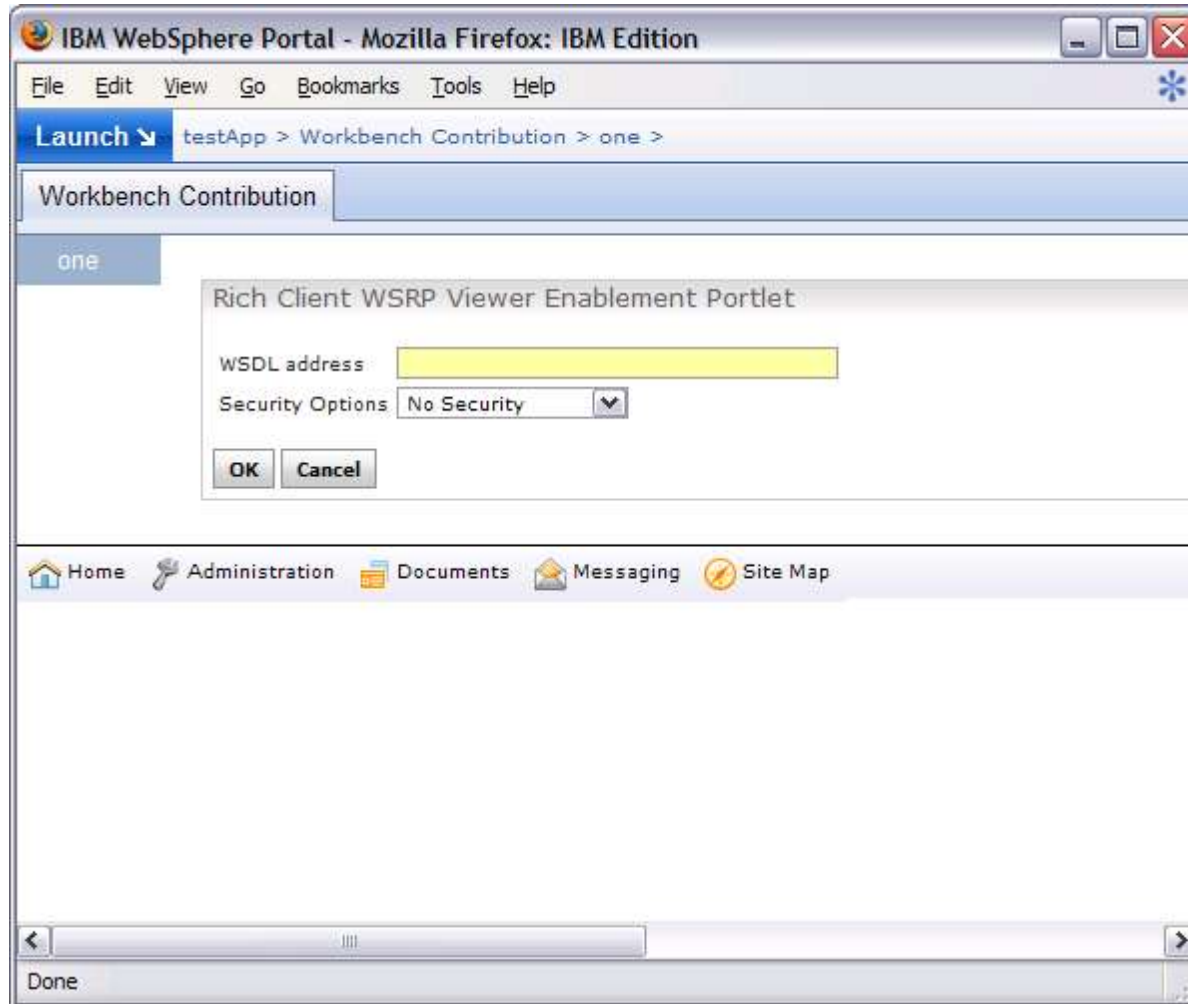 IBM WebSphere Portal - Mozilla Firefox: IBM Edition
File Edit View Go Bookmarks Tools Help
Launch testApp > Workbench Contribution > one >
Workbench Contribution
one
Rich Client WSRP Viewer Enablement Portlet
WSDL address
Security Options No Security
OK Cancel
Home Administration Documents Messaging Site Map
Done